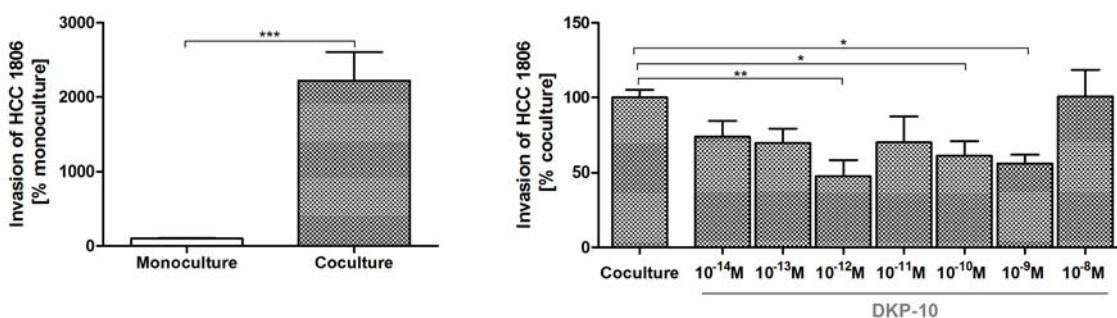 Invasion of HCC 1806
[% monoculture]
3000
2000
1000
0
***
Monoculture Coculture
Invasion of HCC 1806
[% coculture]
150
100
50
0
*
*
**
Coculture 10⁻¹⁴M 10⁻¹³M 10⁻¹²M 10⁻¹¹M 10⁻¹⁰M 10⁻⁹M 10⁻⁸M
DKP-10